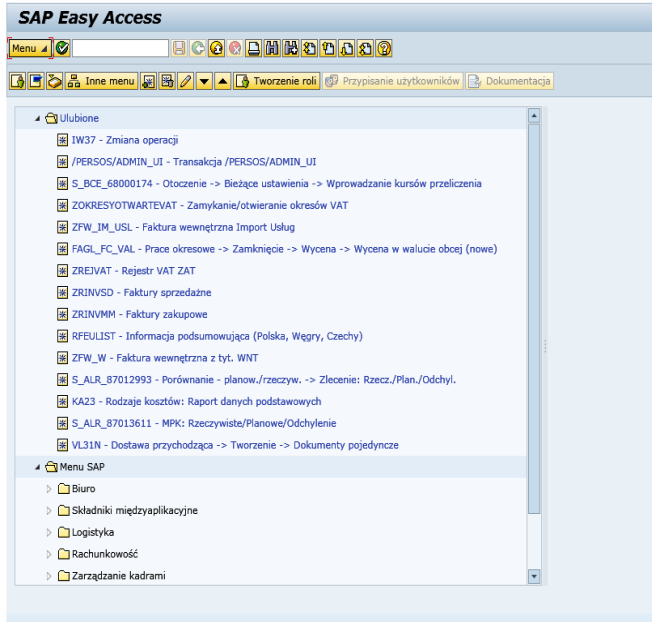 SAP Easy Access
Menu
Inne menu Tworzenie roli Przypisanie użytkowników Dokumentacja
Ulubione
IW37 - Zmiana operacji
/PERSOS/ADMIN_UI - Transakcja /PERSOS/ADMIN_UI
S_BCE_68000174 - Otoczenie -> Bieżące ustawienia -> Wprowadzanie kursów przeliczenia
ZOKRESYOTWARTEVAT - Zamykanie/otwieranie okresów VAT
ZFW_IM_USL - Faktura wewnętrzna Import Usług
FAGL_FC_VAL - Prace okresowe -> Zamknięcie -> Wycena -> Wycena w walucie obcej (nowe)
ZREJVAT - Rejestr VAT ZAT
ZRINVSD - Faktury sprzedażne
ZRINVMM - Faktury zakupowe
RFEULIST - Informacja podsumowująca (Polska, Węgry, Czechy)
ZFW_W - Faktura wewnętrzna z tyt. WNT
S_ALR_87012993 - Porównanie - planow./rzeczyw. -> Zlecenie: Rzecz./Plan./Odchyl.
KA23 - Rodzaje kosztów: Raport danych podstawowych
S_ALR_87013611 - MPK: Rzeczywiste/Planowe/Odchylenie
VL31N - Dostawa przychodząca -> Tworzenie -> Dokumenty pojedyncze
Menu SAP
Biuro
Składniki międzyaplikacyjne
Logistyka
Rachunkowość
Zarządzanie kadrami